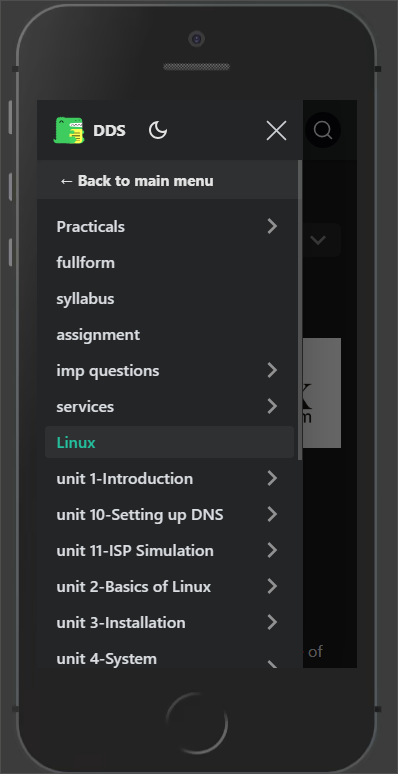 DDS
← Back to main menu
Practicals
fullform
syllabus
assignment
imp questions
services
Linux
unit 1-Introduction
unit 10-Setting up DNS
unit 11-ISP Simulation
unit 2-Basics of Linux
unit 3-Installation
unit 4-System
of